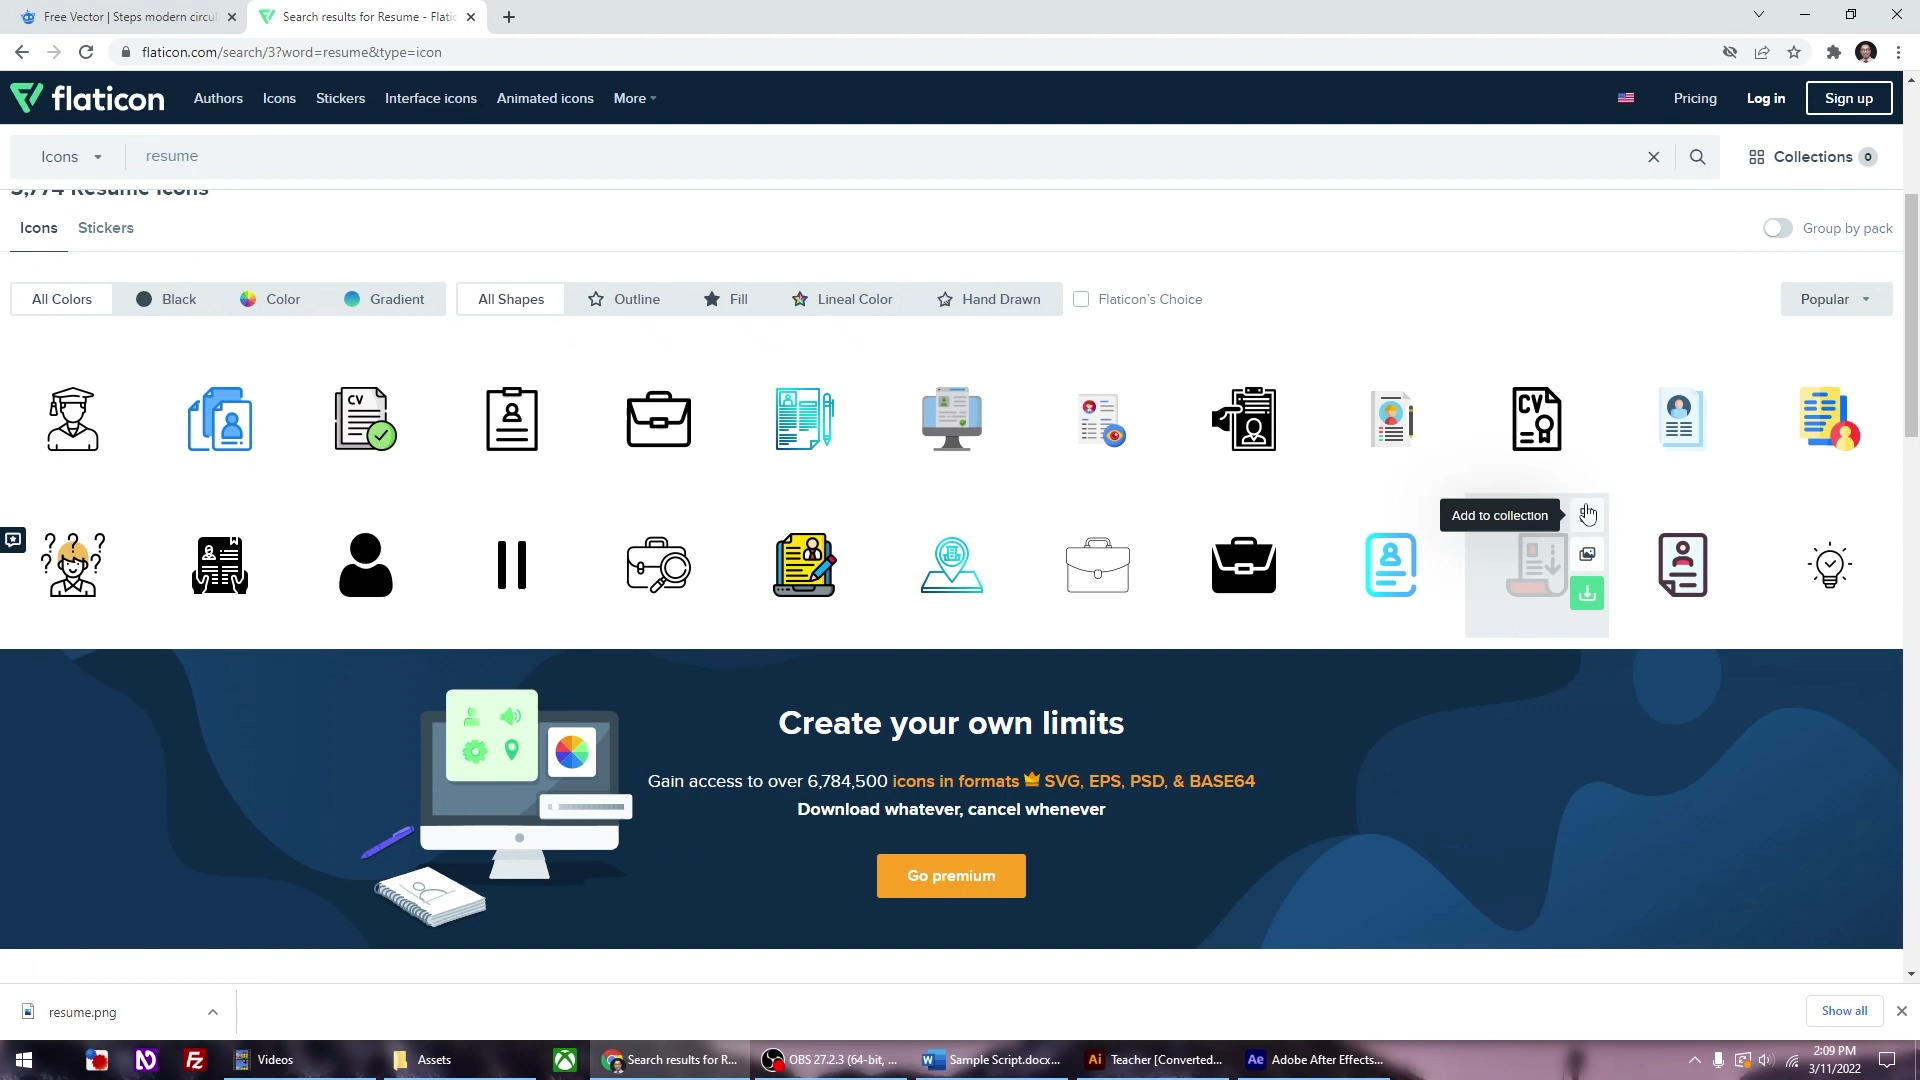 Free Vector | Steps modern circul
Search results for Resume - Flatic
flaticon.com/search/3?word=resume&type=icon
flaticon
Authors
Icons
Stickers
Interface icons
Animated icons
More
Pricing
Log in
Sign up
Icons
resume
Collections
0
Resume Icons
Icons
Stickers
Group by pack
All Colors
Black
Color
Gradient
All Shapes
Outline
Fill
Lineal Color
Hand Drawn
Flaticon's Choice
Popular
CV
CV
Add to collection
Create your own limits
Gain access to over 6,784,500 icons in formats SVG, EPS, PSD, & BASE64
Download whatever, cancel whenever
Go premium
resume.png
Show all
Videos
Assets
Search results for R...
OBS 27.2.3 (64-bit, ...
Sample Script.docx...
Ai
Teacher [Converted...
Ae
Adobe After Effects...
2:09 PM
3/11/2022